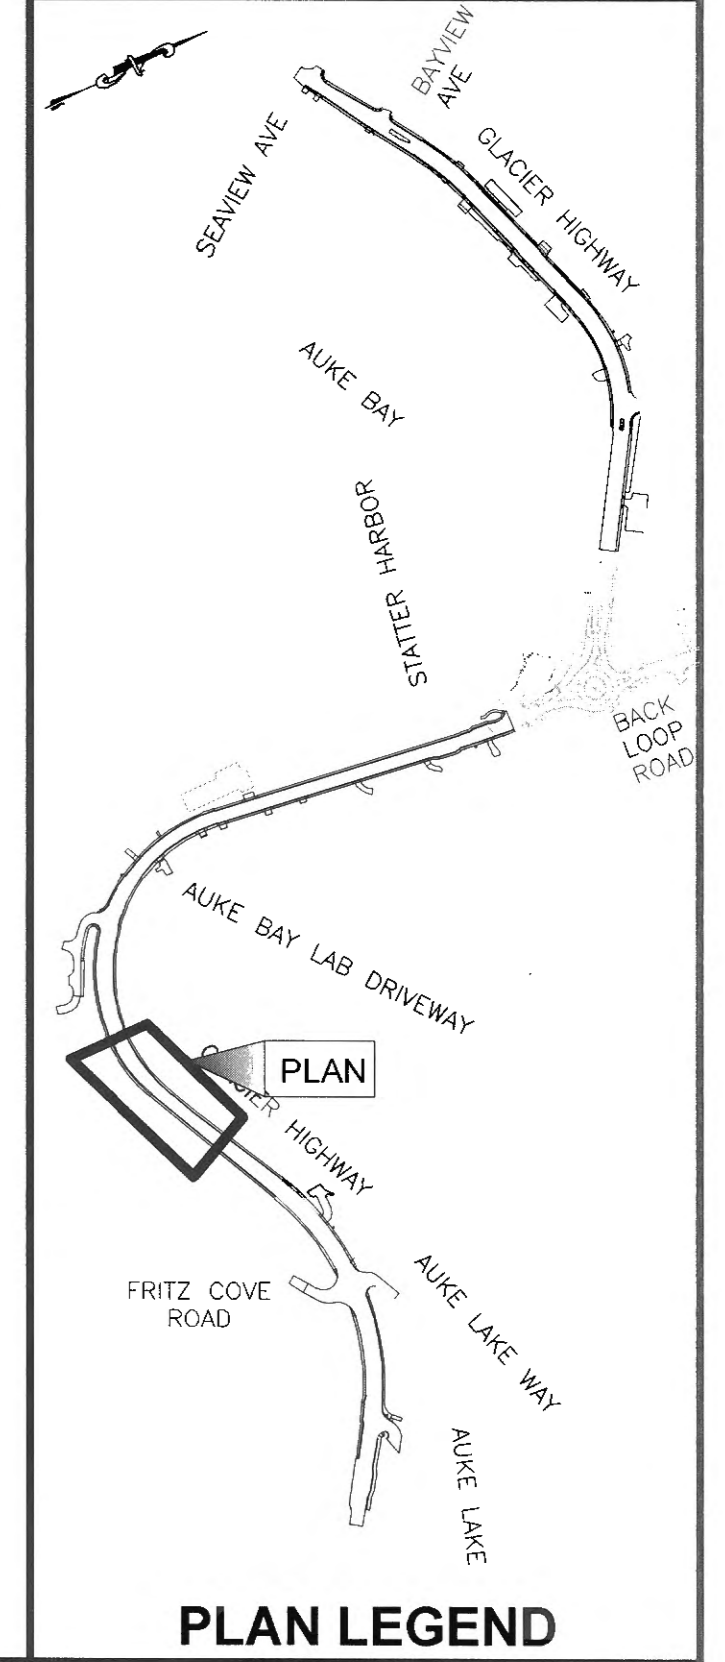 BAYVIEW
AVE
SEAVIEW AVE
GLACIER HIGHWAY
AUKE BAY
STATTER HARBOR
BACK
LOOP
ROAD
AUKE BAY LAB DRIVEWAY
PLAN
HIGHWAY
FRITZ COVE
ROAD
AUKE LAKE WAY
AUKE LAKE
PLAN LEGEND